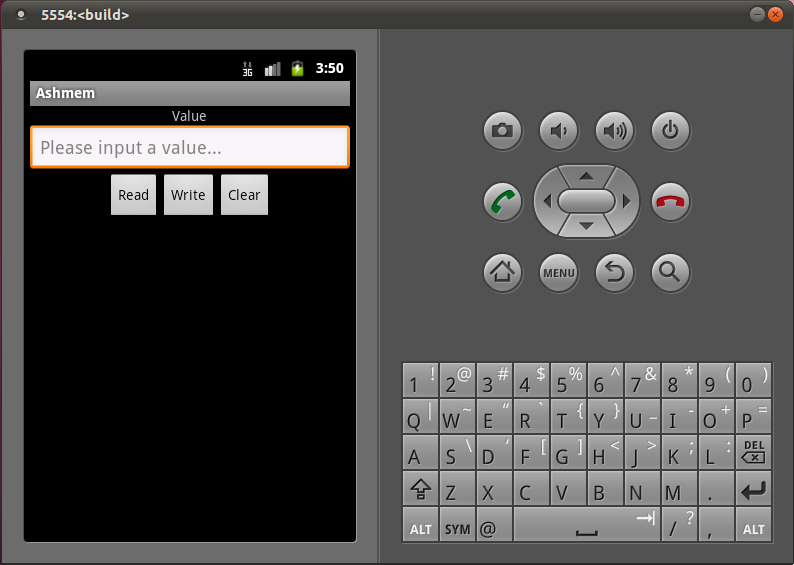 5554:<build>
3G 3:50
Ashmem
Value
Please input a value...
Read Write Clear
MENU
1 ! 2 @ 3 # 4 $ 5 % 6 ^ 7 & 8 * 9 ( 0 )
Q | W ~ E “ R ` T { Y } U _ I - O + P =
A S \ D ‘ F [ G ] H < J > K ; L : DEL
Z X C V B N M .
ALT SYM @ / ? , ALT